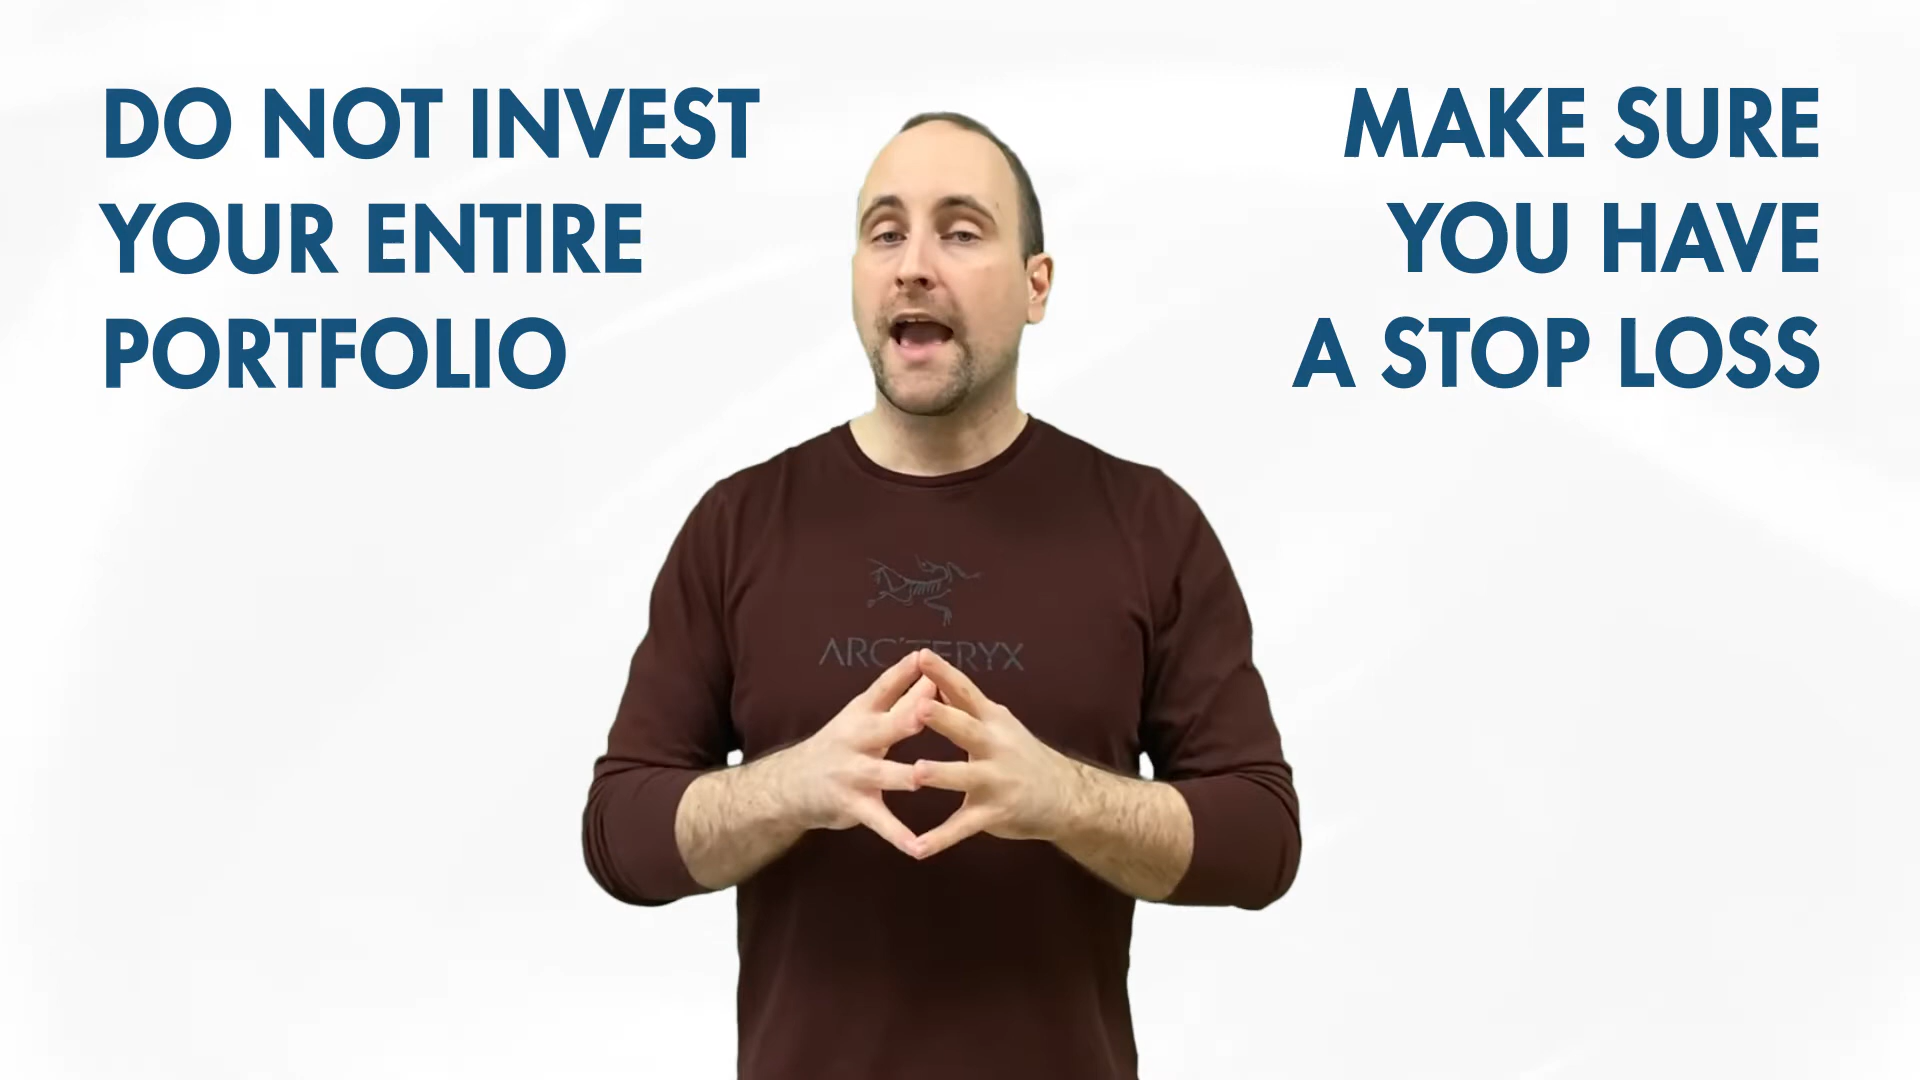 DO NOT INVEST
YOUR ENTIRE
PORTFOLIO
MAKE SURE
YOU HAVE
A STOP LOSS
ARC'TERYX